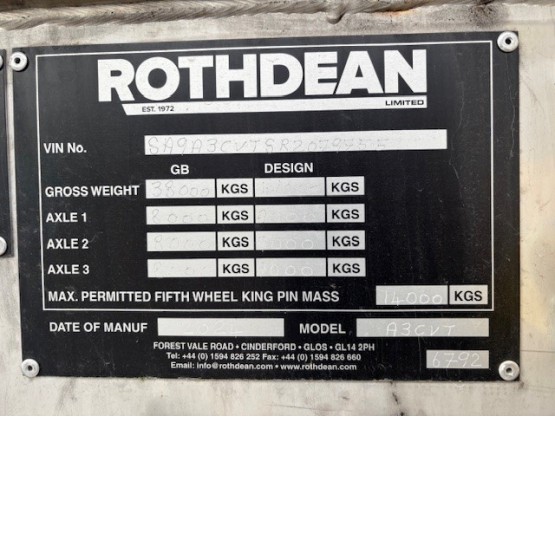 ROTHDEAN
EST. 1972 LIMITED
VIN No.
GB DESIGN
GROSS WEIGHT 38000 KGS KGS
AXLE 1 8000 KGS KGS
AXLE 2 KGS KGS
AXLE 3 KGS KGS
MAX. PERMITTED FIFTH WHEEL KING PIN MASS 14000 KGS
DATE OF MANUF MODEL A3CVT
FOREST VALE ROAD • CINDERFORD • GLOS • GL14 2PH
Tel: +44 (0) 1594 826 252 Fax: +44 (0) 1594 826 660
Email: info@rothdean.com • www.rothdean.com
6792